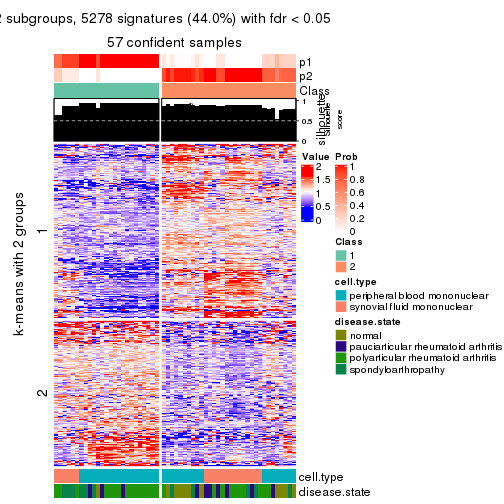 2 subgroups, 5278 signatures (44.0%) with fdr < 0.05
57 confident samples
p1
p2
Class
1
0.5
0
silhouette
Silhouette
score
k-means with 2 groups
1
2
cell.type
disease.state
Value
2
1.5
1
0.5
0
Prob
1
0.8
0.6
0.4
0.2
0
Class
1
2
cell.type
peripheral blood mononuclear
synovial fluid mononuclear
disease.state
normal
pauciarticular rheumatoid arthritis
polyarticular rheumatoid arthritis
spondyloarthropathy